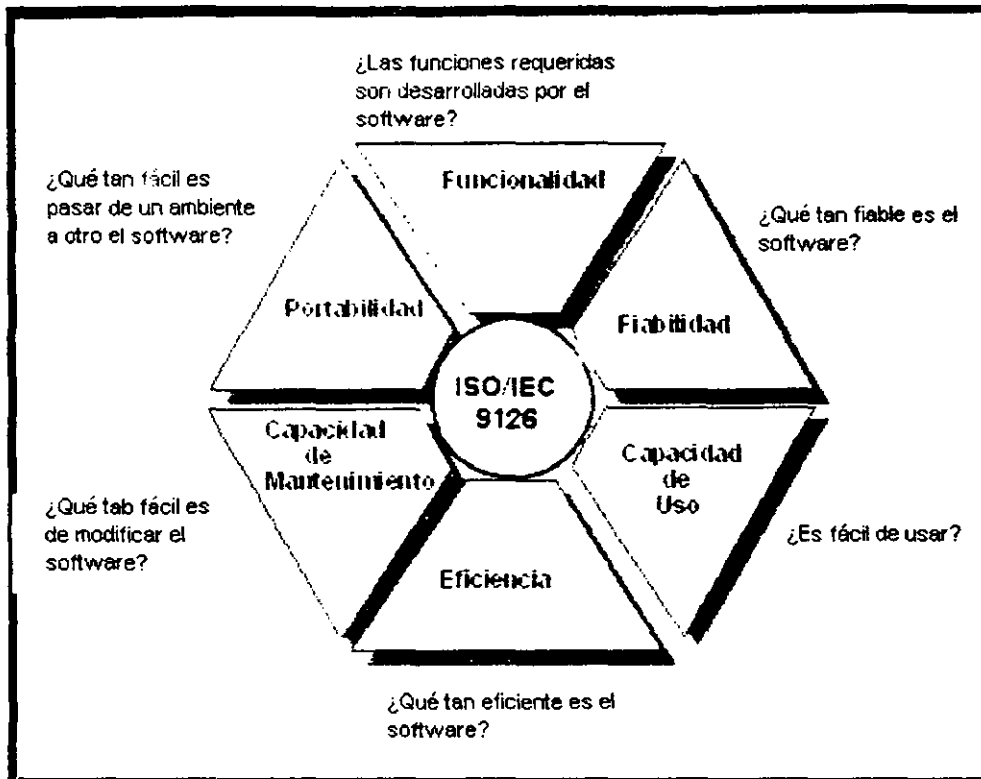 ¿Las funciones requeridas
son desarrolladas por el
software?
Funcionalidad
¿Qué tan fácil es
pasar de un ambiente
a otro el software?
¿Qué tan fiable es el
software?
Portabilidad
Fiabilidad
ISO/IEC
9126
Capacidad
de
Mantenimiento
Capacidad
de
Uso
¿Qué tab fácil es
de modificar el
software?
¿Es fácil de usar?
Eficiencia
¿Qué tan eficiente es el
software?